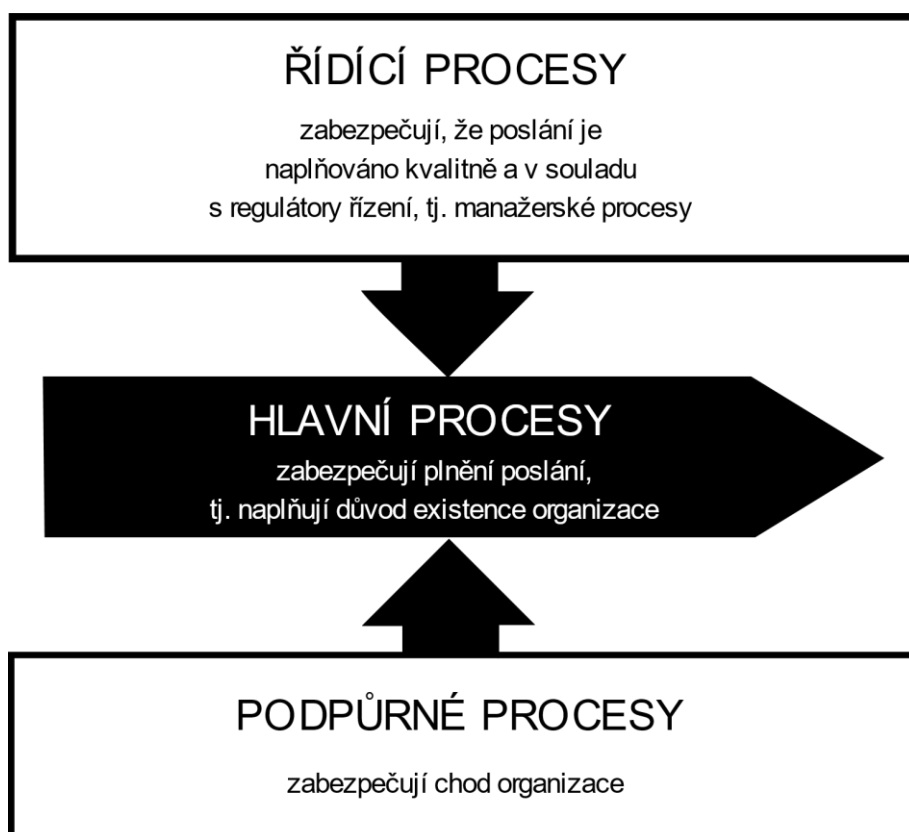 ŘÍDÍCÍ PROCESY
zabezpečují, že poslání je
naplňováno kvalitně a v souladu
s regulátory řízení, tj. manažerské procesy
HLAVNÍ PROCESY
zabezpečují plnění poslání,
tj. naplňují důvod existence organizace
PODPŮRNÉ PROCESY
zabezpečují chod organizace